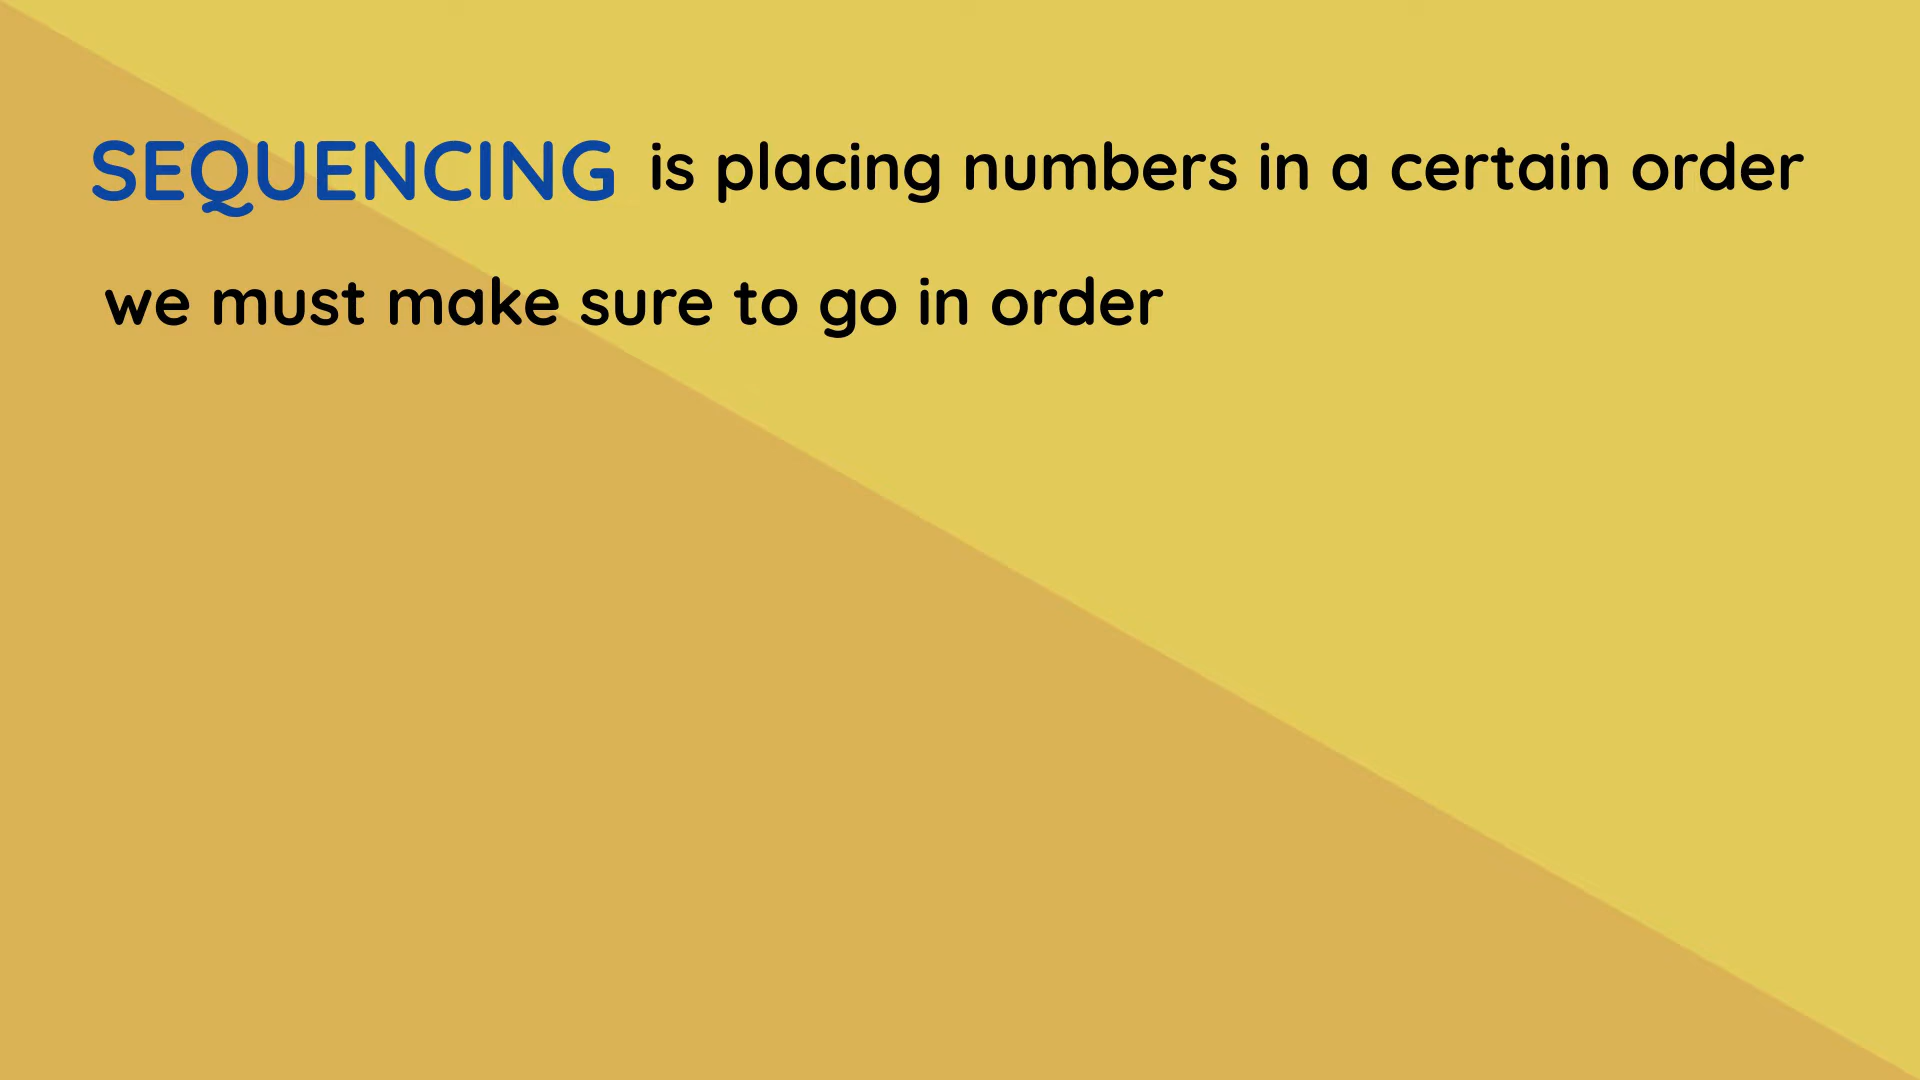 SEQUENCING is placing numbers in a certain order
we must make sure to go in order